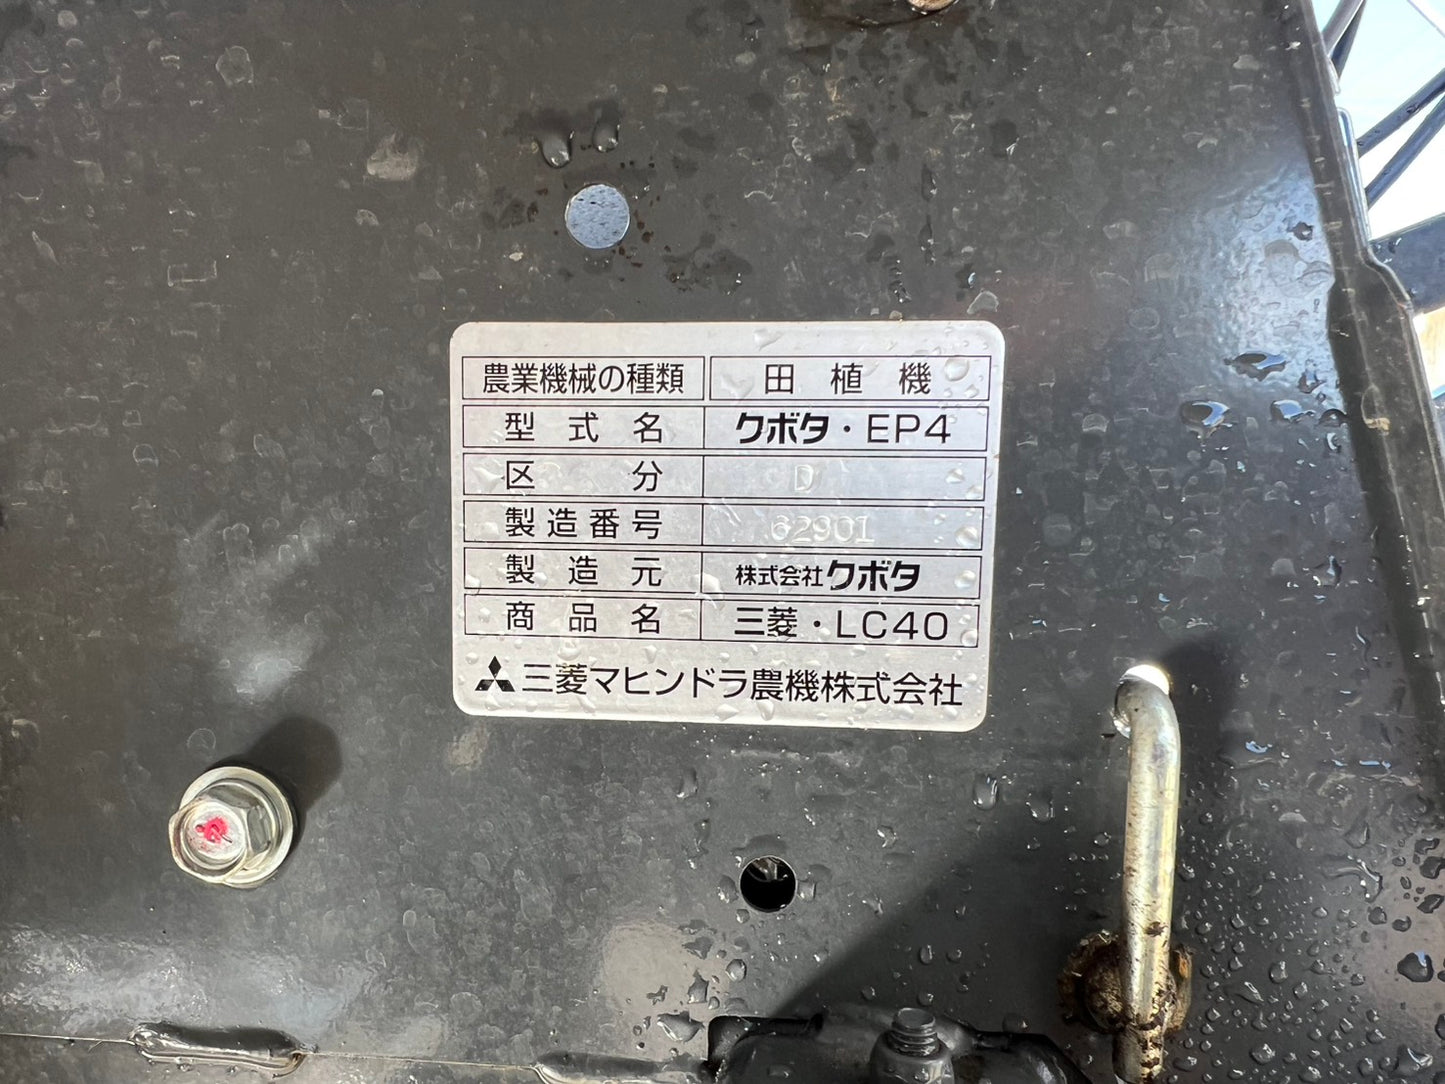 農業機械の種類 田植機
型式名 クボタ・EP4
区分 D
製造番号 62901
製造元 株式会社クボタ
商品名 三菱・LC40
三菱マヒンドラ農機株式会社